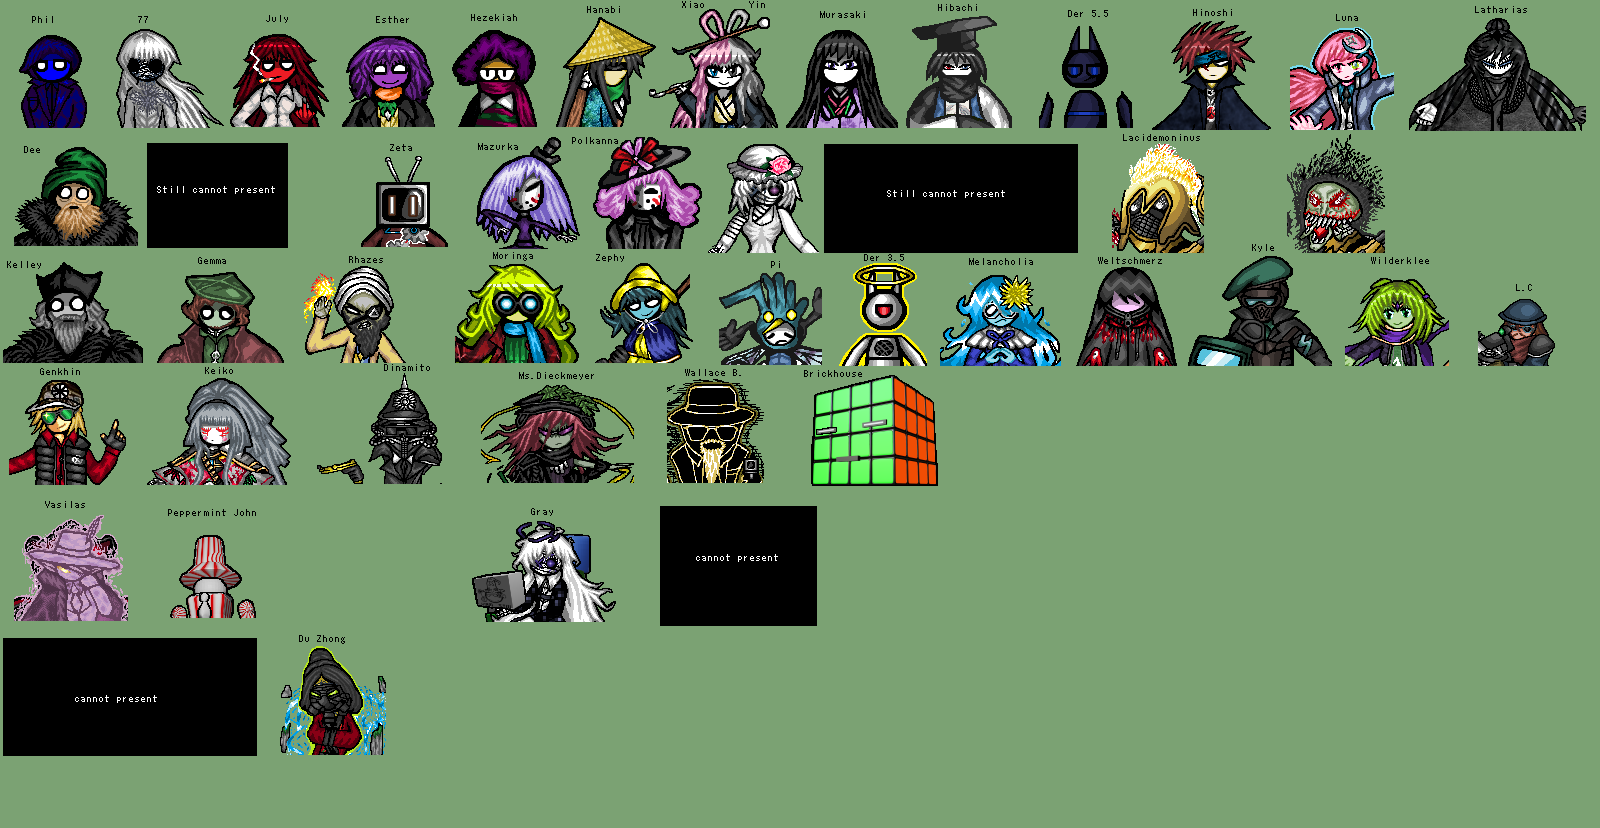 Phil
77
July
Esther
Hezekiah
Hanabi
Xiao
Yin
Murasaki
Hibachi
Der 5.5
Hinoshi
Luna
Latharias
Dee
Still cannot present
Zeta
Mazurka
Polkanna
Still cannot present
Lacidemoninus
Kelley
Gemma
Rhazes
Moringa
Zephy
Pi
Der 3.5
Melancholia
Weltschmerz
Kyle
Wilderklee
L.C
Genkhin
Keiko
Dinamito
Ms.Dieckmeyer
Wallace B.
Brickhouse
Vasilas
Peppermint John
Gray
cannot present
cannot present
Du Zhong